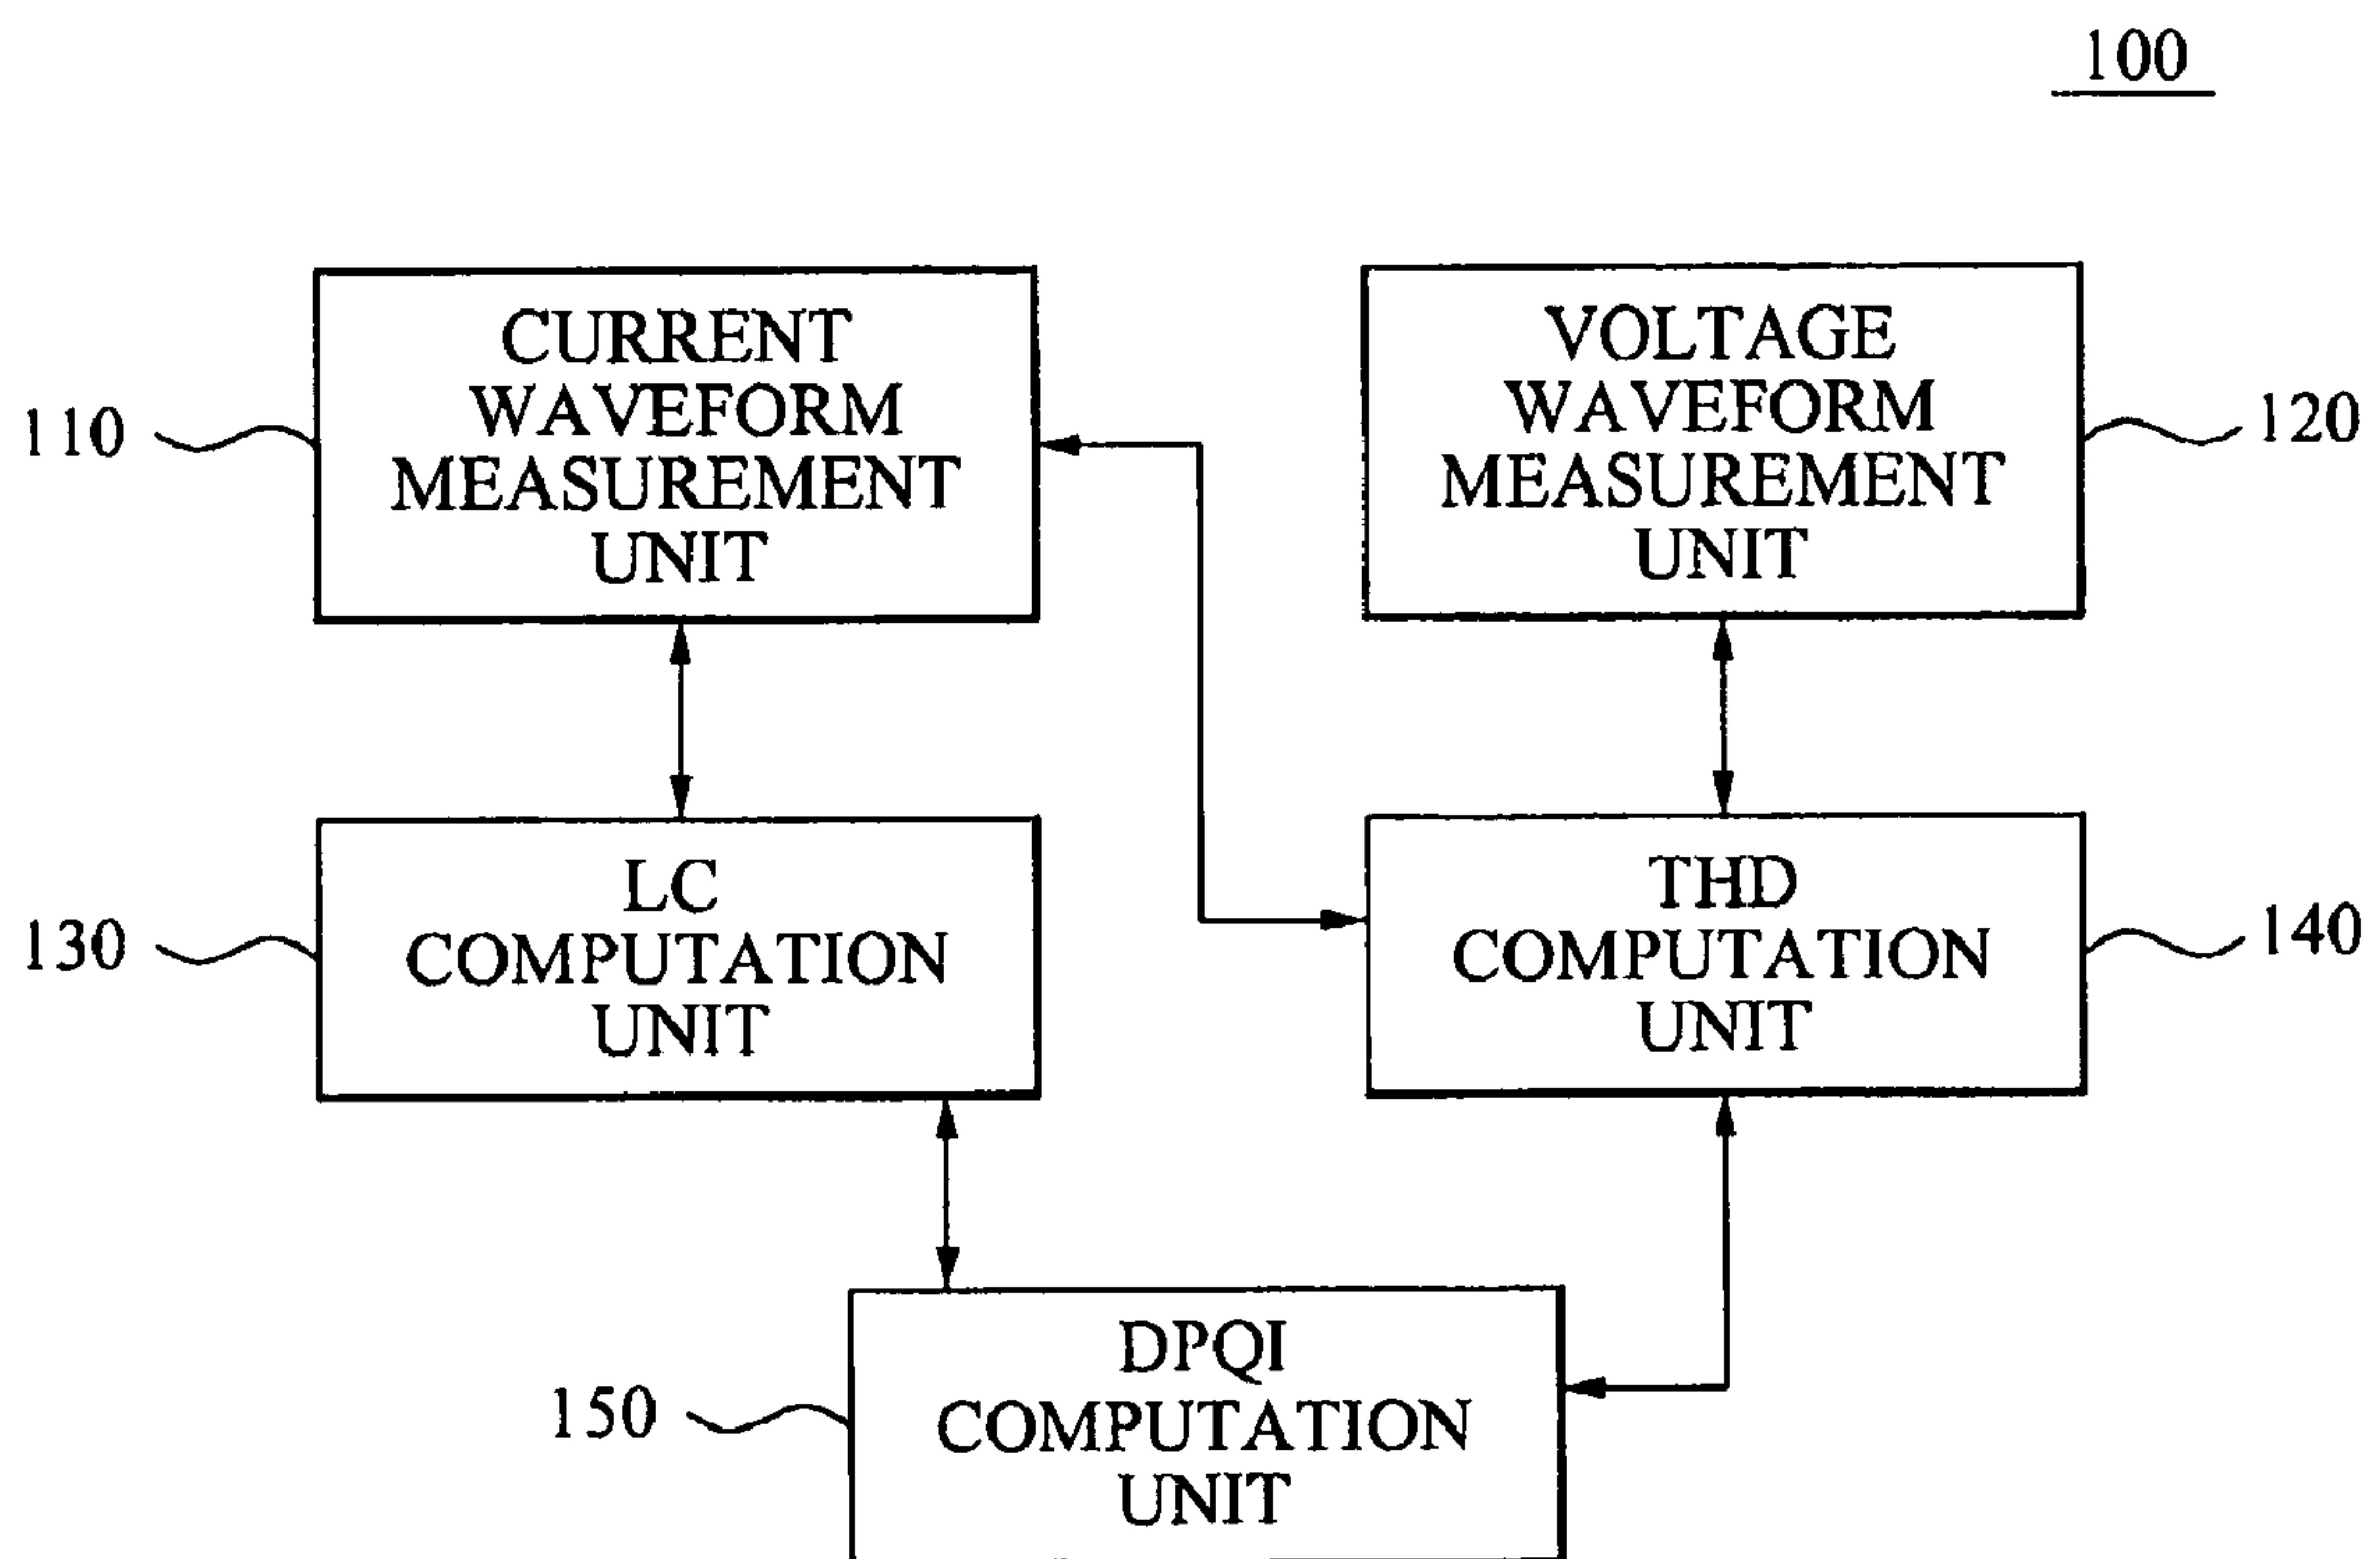 100
CURRENT
WAVEFORM
MEASUREMENT
UNIT
110
VOLTAGE
WAVEFORM
MEASUREMENT
UNIT
120
LC
COMPUTATION
UNIT
130
THD
COMPUTATION
UNIT
140
DPQI
COMPUTATION
UNIT
150